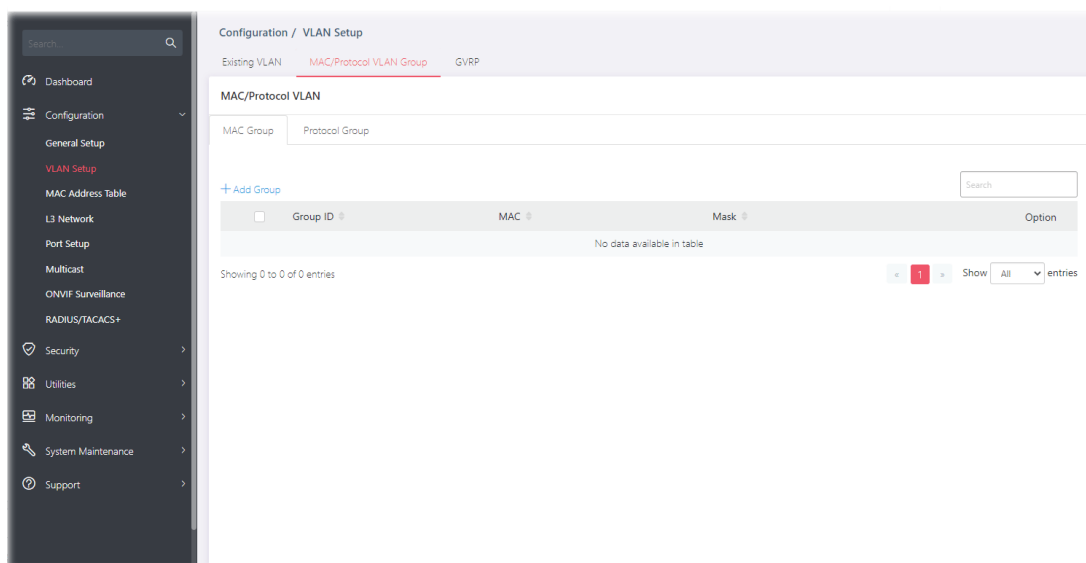 Search...
Dashboard
Configuration
General Setup
VLAN Setup
MAC Address Table
L3 Network
Port Setup
Multicast
ONVIF Surveillance
RADIUS/TACACS+
Security
Utilities
Monitoring
System Maintenance
Support
Configuration / VLAN Setup
Existing VLAN MAC/Protocol VLAN Group GVRP
MAC/Protocol VLAN
MAC Group Protocol Group
+ Add Group Search
Group ID MAC Mask Option
No data available in table
Showing 0 to 0 of 0 entries « 1 » Show All entries